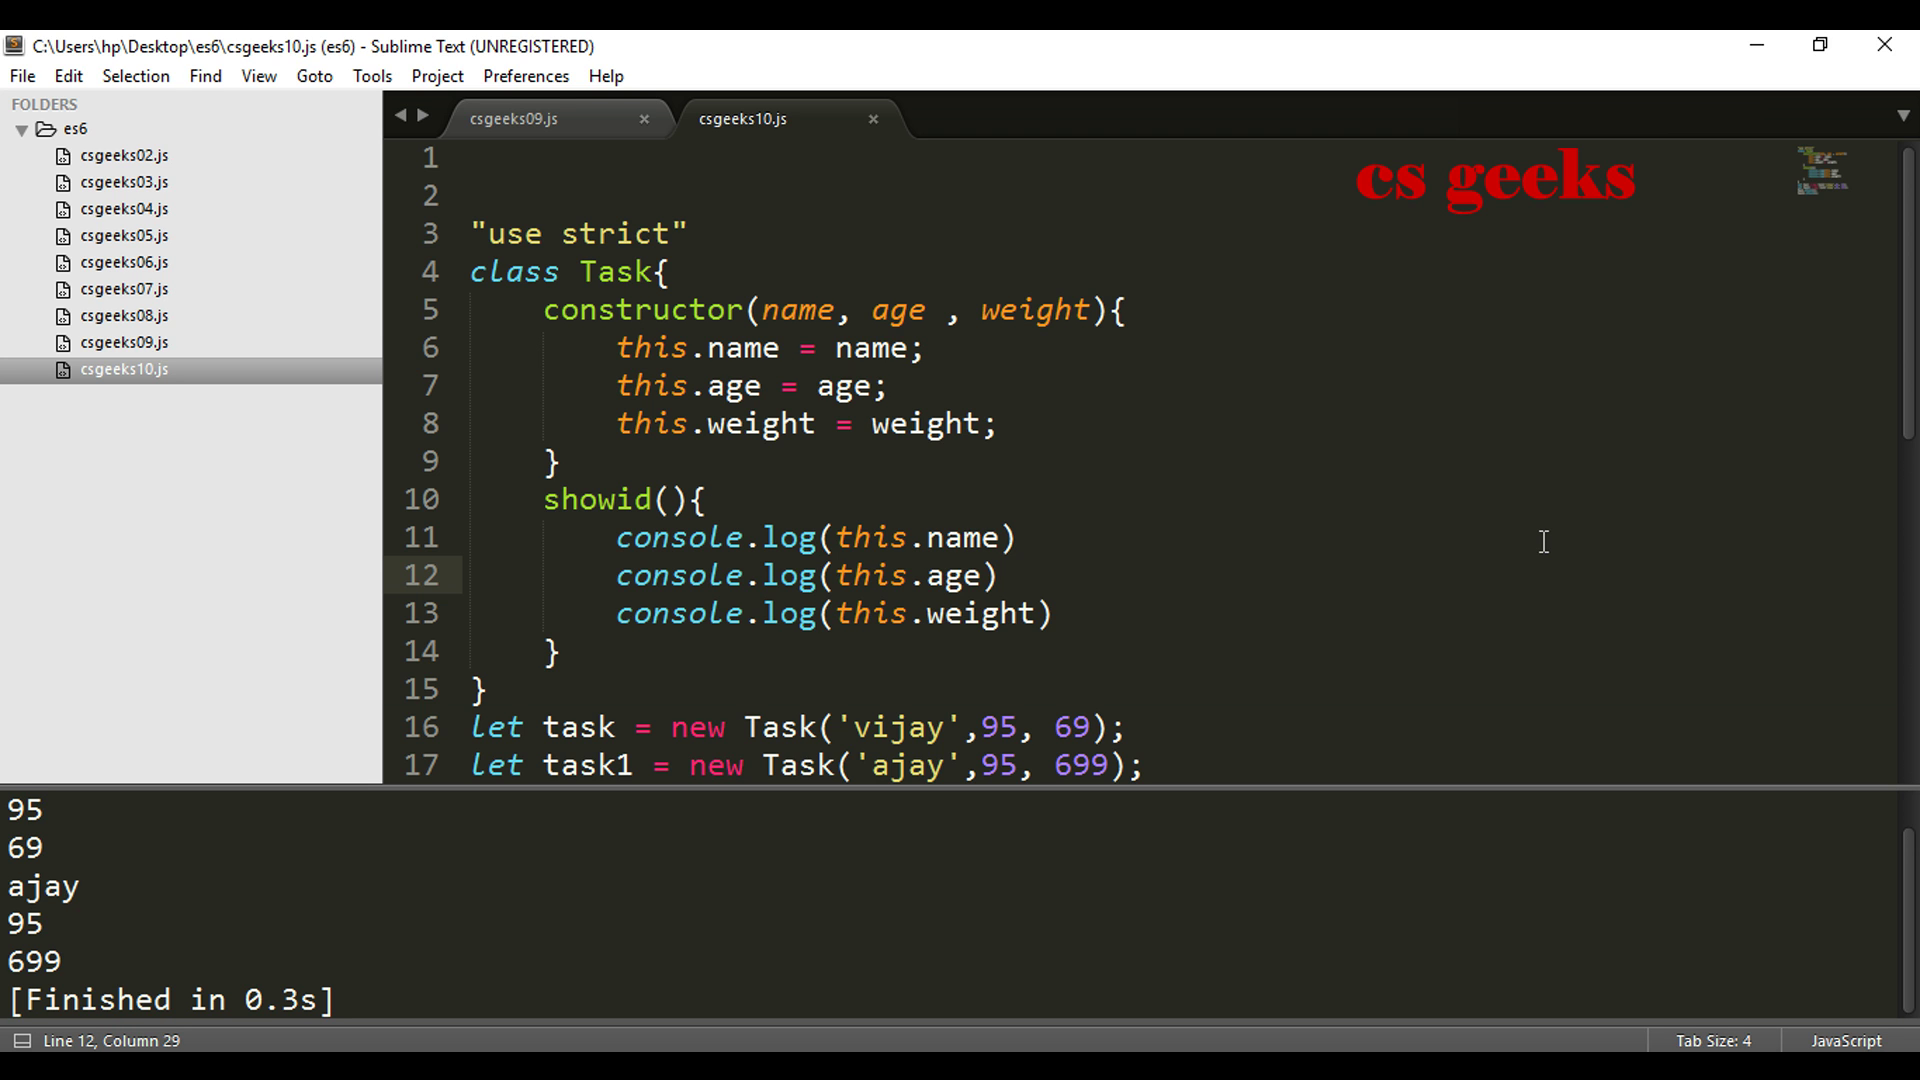 C:\Users\hp\Desktop\es6\csgeeks10.js (es6) - Sublime Text (UNREGISTERED)
File Edit Selection Find View Goto Tools Project Preferences Help
FOLDERS
es6
csgeeks02.js
csgeeks03.js
csgeeks04.js
csgeeks05.js
csgeeks06.js
csgeeks07.js
csgeeks08.js
csgeeks09.js
csgeeks10.js
csgeeks09.js × csgeeks10.js ×
cs geeks
1
2
3 "use strict"
4 class Task{
5 constructor(name, age , weight){
6 this.name = name;
7 this.age = age;
8 this.weight = weight;
9 }
10 showid(){
11 console.log(this.name)
12 console.log(this.age)
13 console.log(this.weight)
14 }
15 }
16 let task = new Task('vijay',95, 69);
17 let task1 = new Task('ajay',95, 699);
95
69
ajay
95
699
[Finished in 0.3s]
Line 12, Column 29 Tab Size: 4 JavaScript